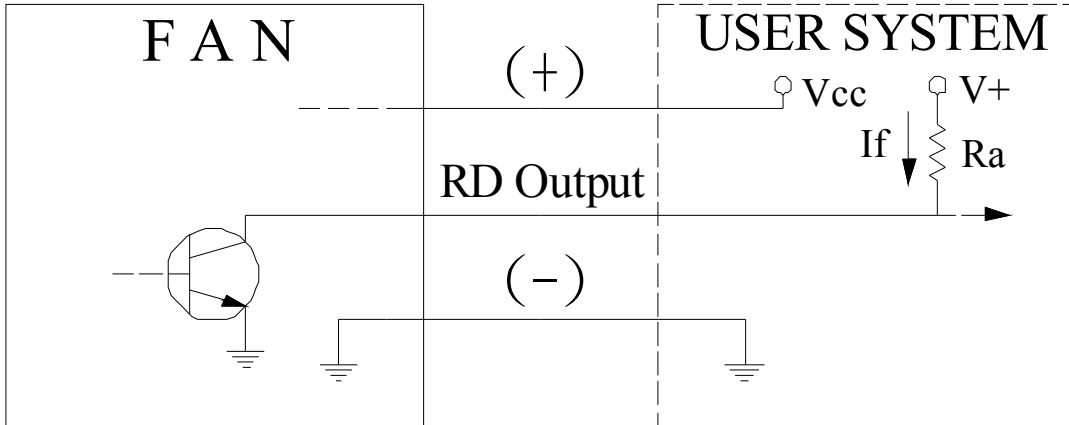 F A N
USER SYSTEM
(+)
Vcc
V+
If
Ra
RD Output
(-)